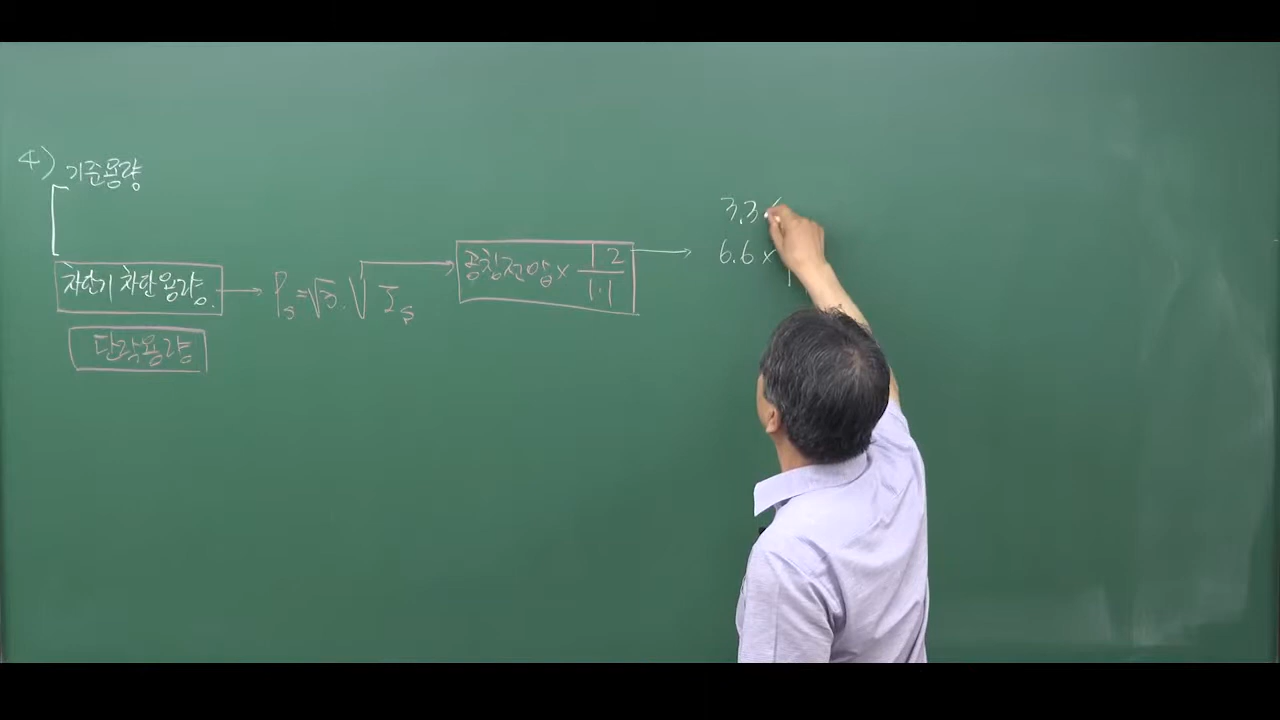 4) 기준용량
차단기 차단용량. → Ps = √3 · V Is → 공칭전압 × 1.2/1.1 →
단락용량
3.3 ×
6.6 ×